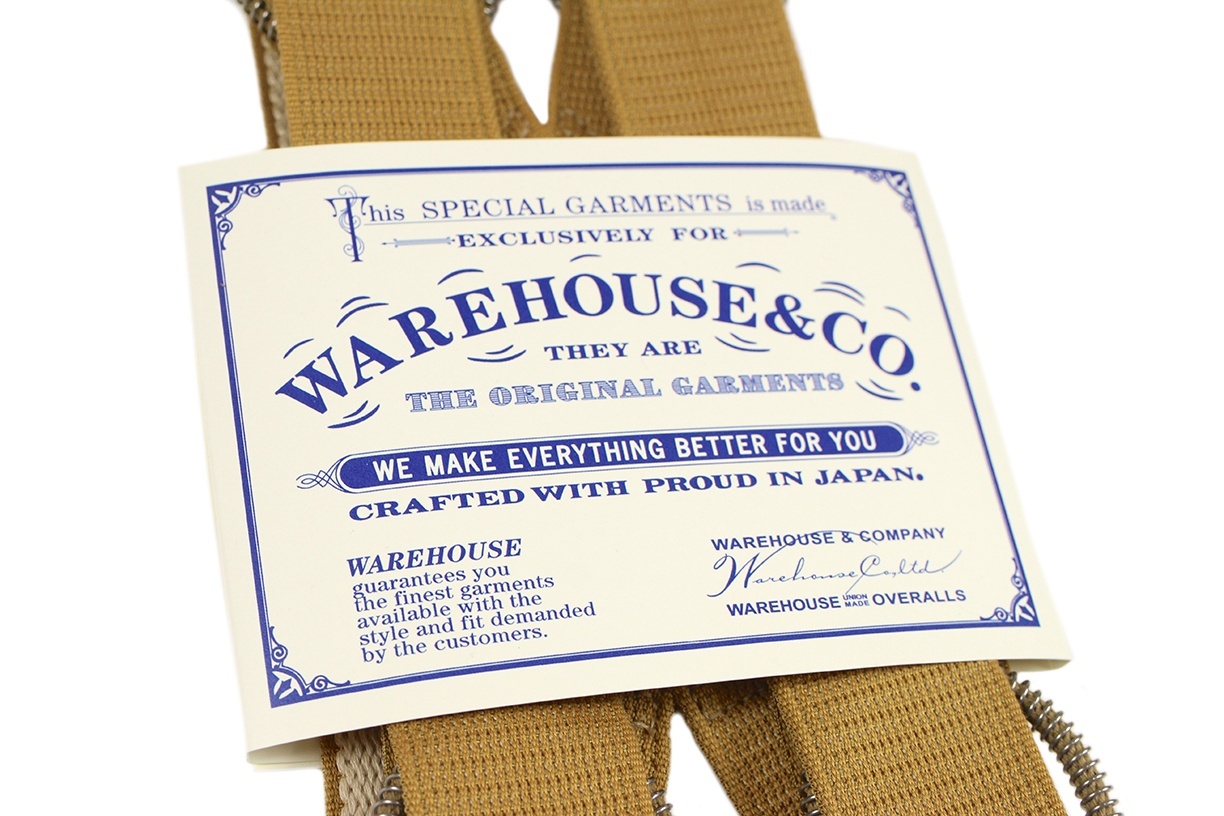 This SPECIAL GARMENTS is made
EXCLUSIVELY FOR
WAREHOUSE & CO.
THEY ARE
THE ORIGINAL GARMENTS
WE MAKE EVERYTHING BETTER FOR YOU
CRAFTED WITH PROUD IN JAPAN.
WAREHOUSE
guarantees you
the finest garments
available with the
style and fit demanded
by the customers.
WAREHOUSE & COMPANY
Warehouse Co,ltd
WAREHOUSE UNION MADE OVERALLS